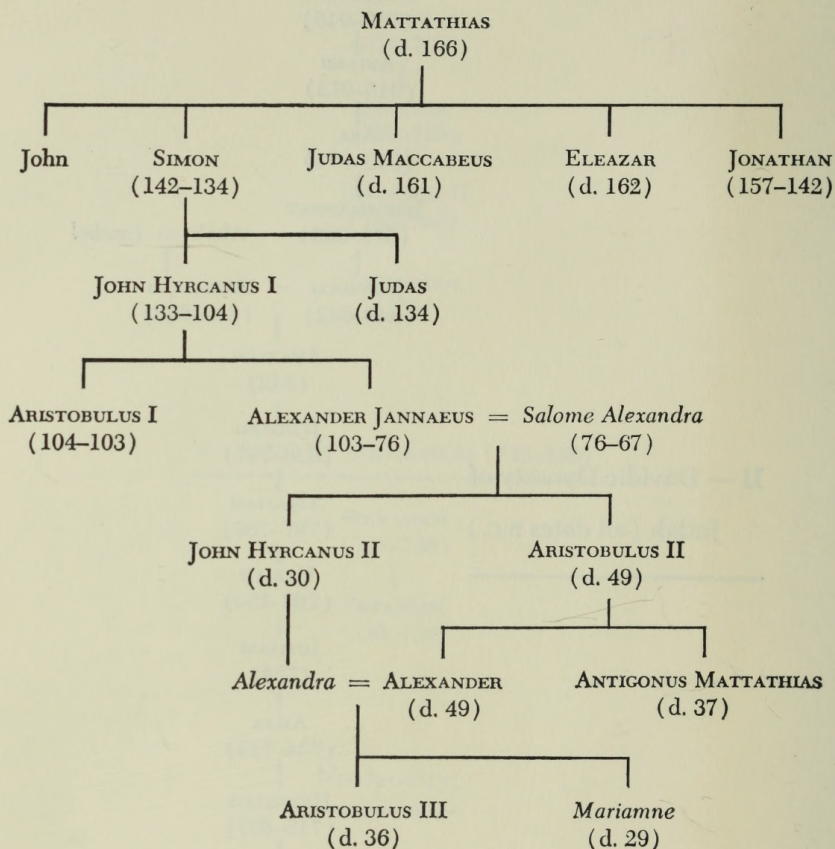 MATTATHIAS
(d. 166)
John SIMON JUDAS MACCABEUS ELEAZAR JONATHAN
(142–134) (d. 161) (d. 162) (157–142)
JOHN HYRCANUS I JUDAS
(133–104) (d. 134)
ARISTOBULUS I ALEXANDER JANNAEUS = Salome Alexandra
(104–103) (103–76) (76–67)
JOHN HYRCANUS II ARISTOBULUS II
(d. 30) (d. 49)
Alexandra = ALEXANDER ANTIGONUS MATTATHIAS
(d. 49) (d. 37)
ARISTOBULUS III Mariamne
(d. 36) (d. 29)